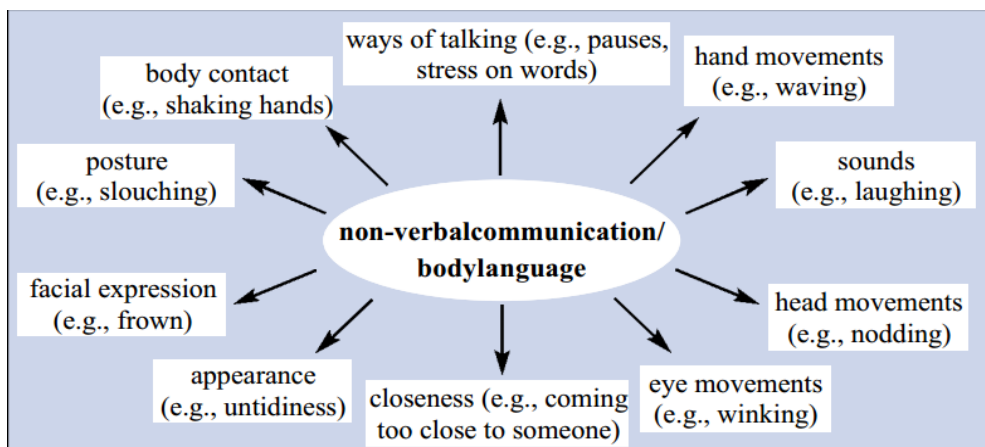 ways of talking (e.g., pauses,
stress on words)
hand movements
(e.g., waving)
body contact
(e.g., shaking hands)
posture
(e.g., slouching)
sounds
(e.g., laughing)
non-verbalcommunication/
bodylanguage
facial expression
(e.g., frown)
head movements
(e.g., nodding)
appearance
(e.g., untidiness)
closeness (e.g., coming
too close to someone)
eye movements
(e.g., winking)